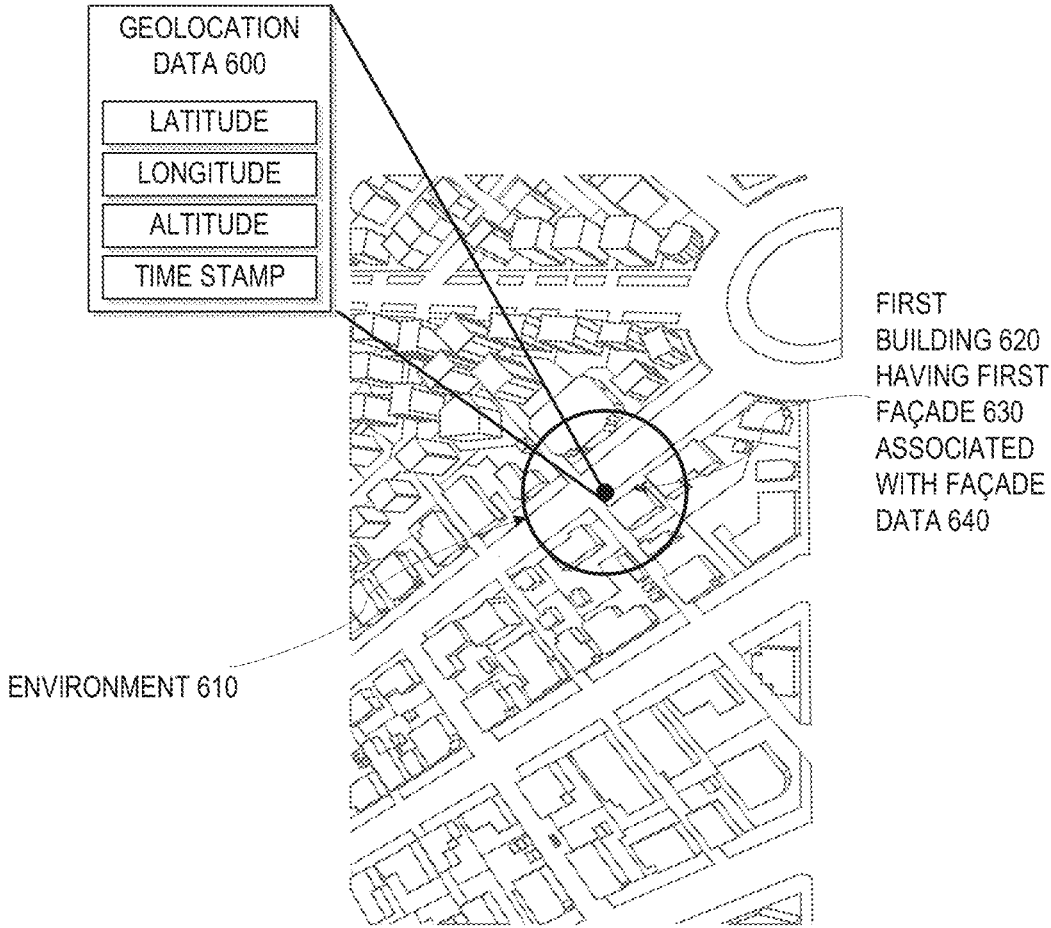 GEOLOCATION
DATA 600
LATITUDE
LONGITUDE
ALTITUDE
TIME STAMP
FIRST
BUILDING 620
HAVING FIRST
FAÇADE 630
ASSOCIATED
WITH FAÇADE
DATA 640
ENVIRONMENT 610